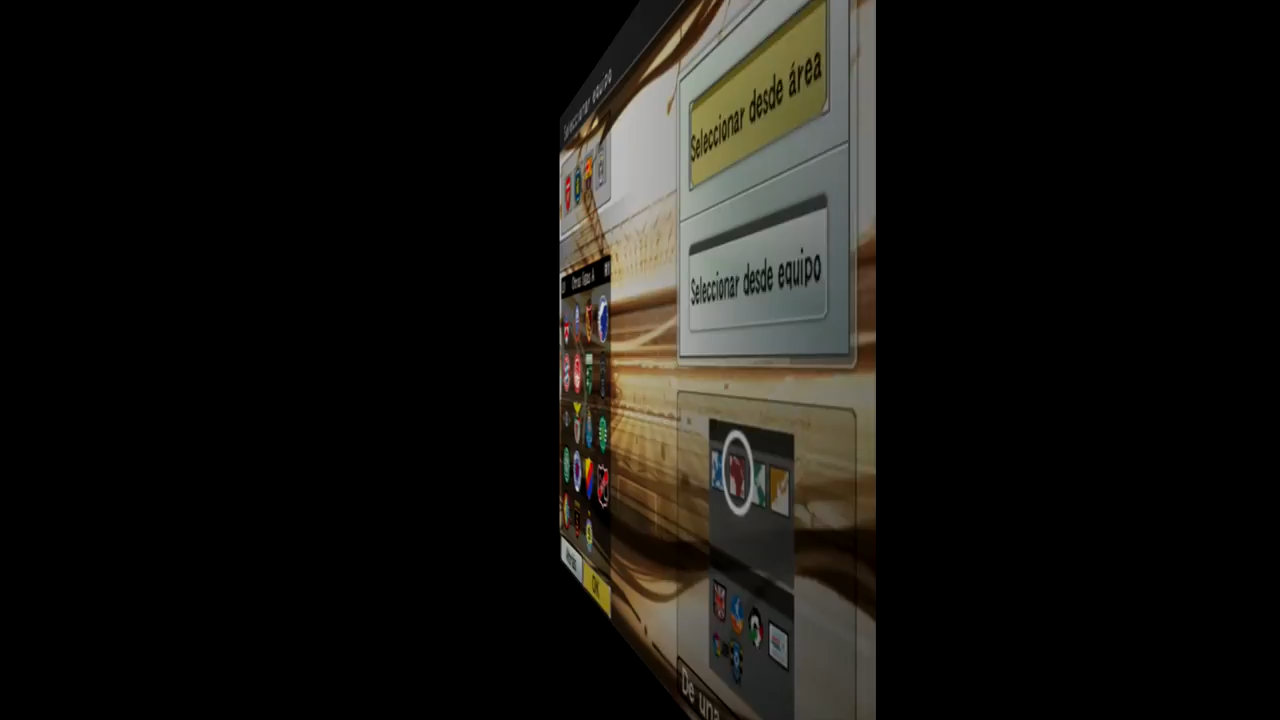 Seleccionar equipo
Seleccionar desde área
Seleccionar desde equipo
OK
De una